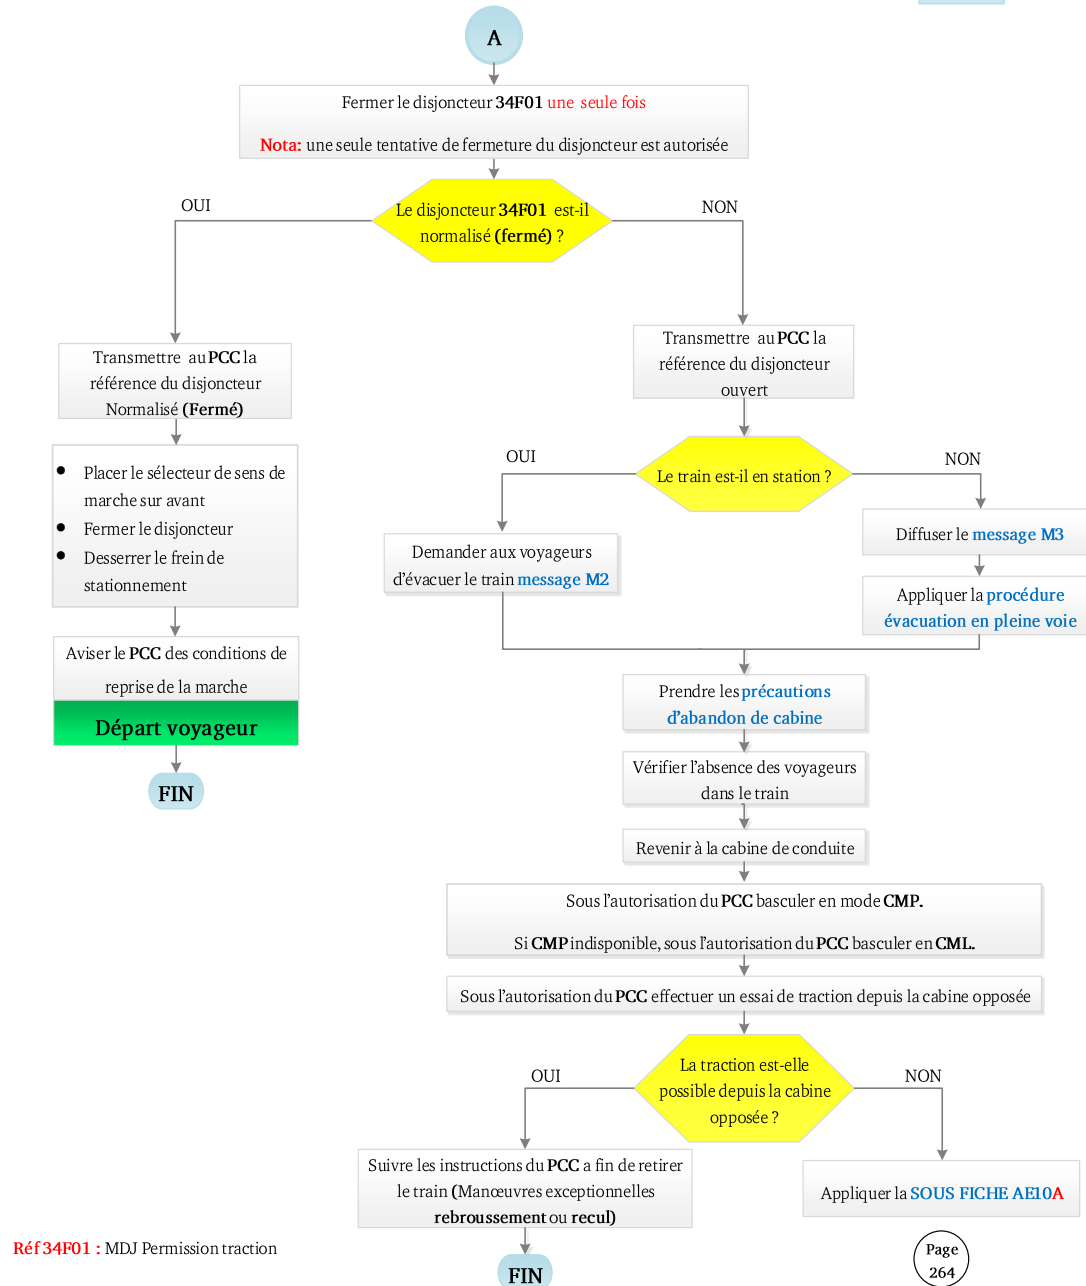 A
Fermer le disjoncteur 34F01 une seule fois
Nota: une seule tentative de fermeture du disjoncteur est autorisée
Le disjoncteur 34F01 est-il
normalisé (fermé) ?
OUI
NON
Transmettre au PCC la
référence du disjoncteur
Normalisé (Fermé)
• Placer le sélecteur de sens de
marche sur avant
• Fermer le disjoncteur
• Desserrer le frein de
stationnement
Aviser le PCC des conditions de
reprise de la marche
Départ voyageur
FIN
Transmettre au PCC la
référence du disjoncteur
ouvert
Le train est-il en station ?
OUI
NON
Demander aux voyageurs
d’évacuer le train message M2
Diffuser le message M3
Appliquer la procédure
évacuation en pleine voie
Prendre les précautions
d’abandon de cabine
Vérifier l’absence des voyageurs
dans le train
Revenir à la cabine de conduite
Sous l’autorisation du PCC basculer en mode CMP.
Si CMP indisponible, sous l’autorisation du PCC basculer en CML.
Sous l’autorisation du PCC effectuer un essai de traction depuis la cabine opposée
La traction est-elle
possible depuis la cabine
opposée ?
OUI
NON
Suivre les instructions du PCC a fin de retirer
le train (Manœuvres exceptionnelles
rebroussement ou recul)
FIN
Appliquer la SOUS FICHE AE10A
Réf 34F01 : MDJ Permission traction
Page
264